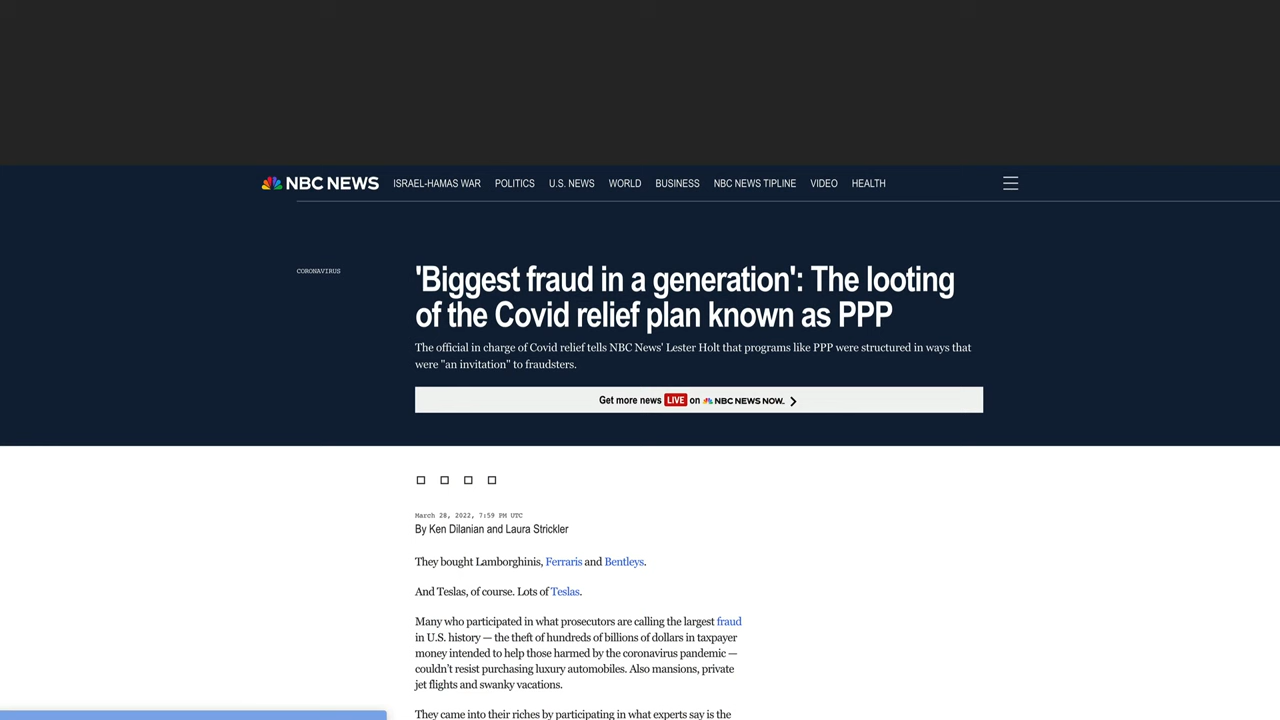 NBC NEWS ISRAEL-HAMAS WAR POLITICS U.S. NEWS WORLD BUSINESS NBC NEWS TIPLINE VIDEO HEALTH
CORONAVIRUS
'Biggest fraud in a generation': The looting
of the Covid relief plan known as PPP
The official in charge of Covid relief tells NBC News' Lester Holt that programs like PPP were structured in ways that
were "an invitation" to fraudsters.
Get more news LIVE on NBC NEWS NOW.
March 28, 2022, 7:59 PM UTC
By Ken Dilanian and Laura Strickler
They bought Lamborghinis, Ferraris and Bentleys.
And Teslas, of course. Lots of Teslas.
Many who participated in what prosecutors are calling the largest fraud
in U.S. history — the theft of hundreds of billions of dollars in taxpayer
money intended to help those harmed by the coronavirus pandemic —
couldn't resist purchasing luxury automobiles. Also mansions, private
jet flights and swanky vacations.
They came into their riches by participating in what experts say is the